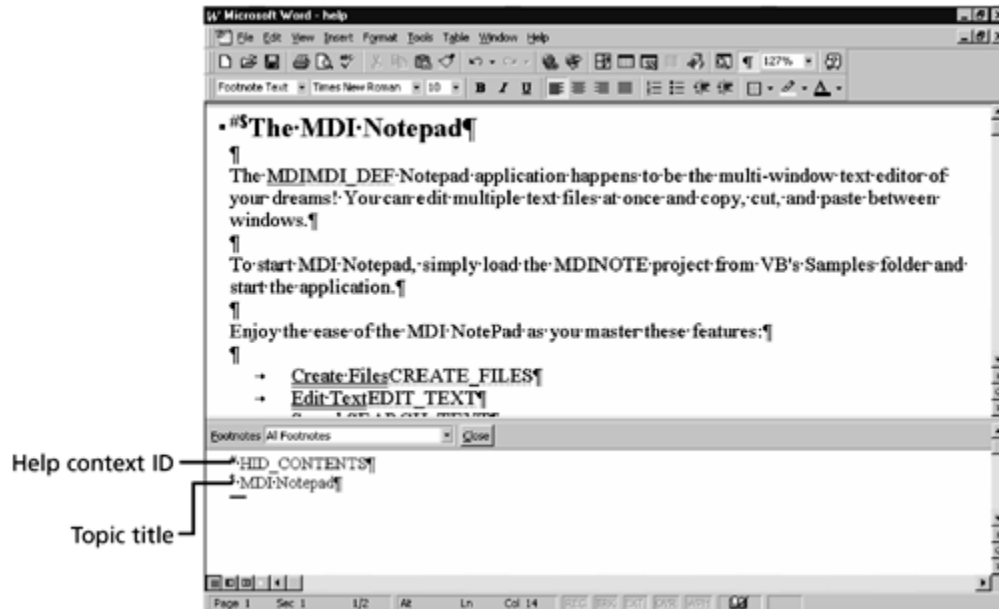 Microsoft Word - help
File Edit View Insert Format Tools Table Window Help
127%
Footnote Text Times New Roman 10 B I U A
#$The·MDI·Notepad¶
¶
The·MDIMDI_DEF·Notepad·application·happens·to·be·the·multi-window·text·editor·of·
your·dreams!··You·can·edit·multiple·text·files·at·once·and·copy,·cut,·and·paste·between·
windows.¶
¶
To·start·MDI·Notepad,·simply·load·the·MDINOTE·project·from·VB's·Samples·folder·and·
start·the·application.¶
¶
Enjoy·the·ease·of·the·MDI·NotePad·as·you·master·these·features:¶
¶
Create·FilesCREATE_FILES¶
Edit·TextEDIT_TEXT¶
Footnotes All Footnotes Close
Help context ID
#·HID_CONTENTS¶
$·MDI·Notepad¶
Topic title
Page 1 Sec 1 1/2 At Ln Col 14 REC TRK EXT OVR WPH